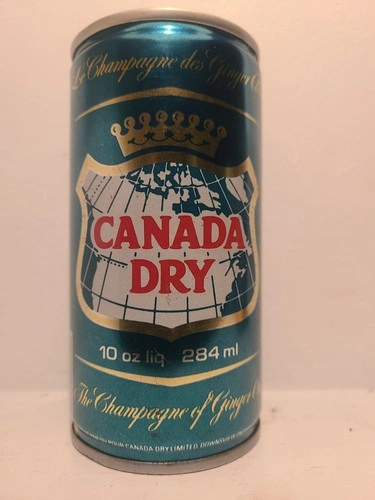 Le Champagne des Ginger
CANADA
DRY
10 oz liq 284 ml
The Champagne of Ginger
CANADA DRY LIMITED